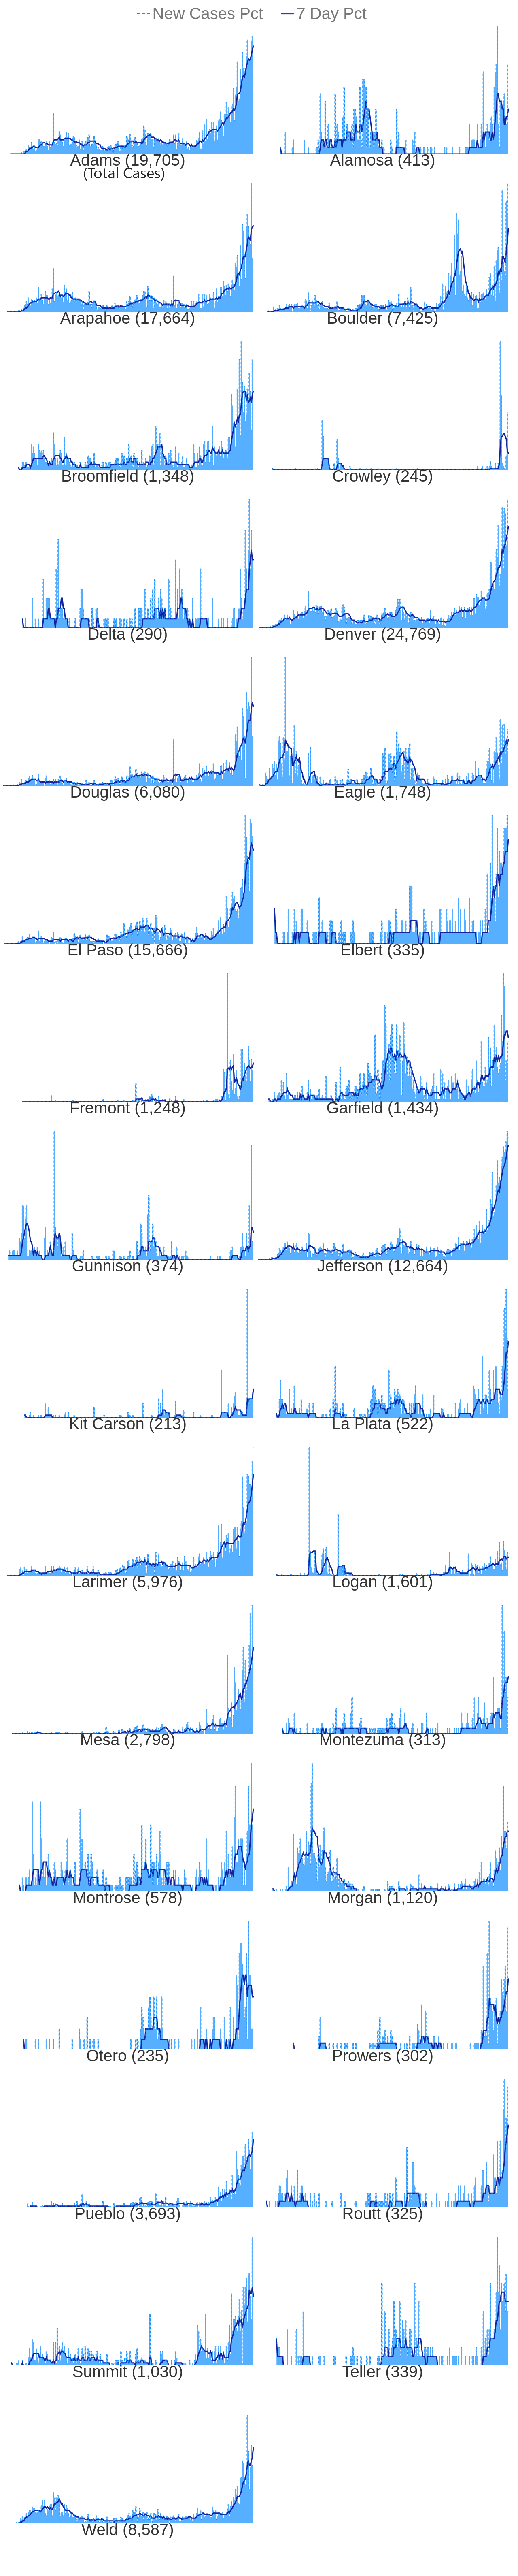 New Cases Pct 7 Day Pct
Adams (19,705) Alamosa (413)
(Total Cases)
Arapahoe (17,664) Boulder (7,425)
Broomfield (1,348) Crowley (245)
Delta (290) Denver (24,769)
Douglas (6,080) Eagle (1,748)
El Paso (15,666) Elbert (335)
Fremont (1,248) Garfield (1,434)
Gunnison (374) Jefferson (12,664)
Kit Carson (213) La Plata (522)
Larimer (5,976) Logan (1,601)
Mesa (2,798) Montezuma (313)
Montrose (578) Morgan (1,120)
Otero (235) Prowers (302)
Pueblo (3,693) Routt (325)
Summit (1,030) Teller (339)
Weld (8,587)